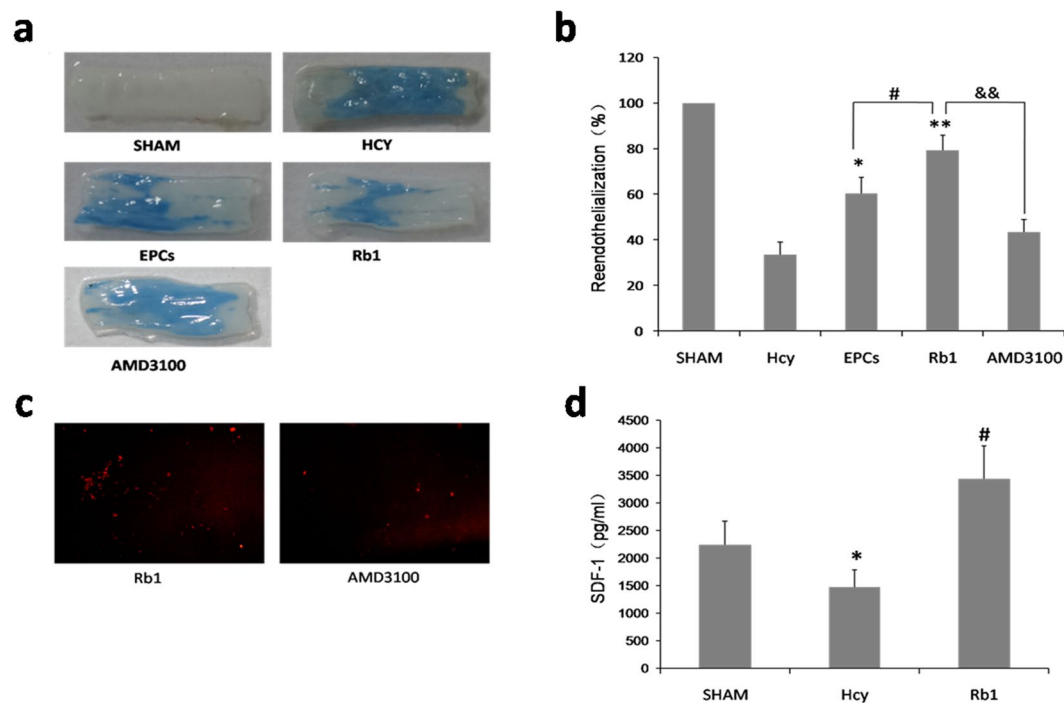 a
SHAM
HCY
EPCs
Rb1
AMD3100
b
Reendothelialization（%）
120
100
80
60
40
20
0
*
#
**
&&
SHAM
Hcy
EPCs
Rb1
AMD3100
c
Rb1
AMD3100
d
SDF-1（pg/ml）
4500
4000
3500
3000
2500
2000
1500
1000
500
0
*
#
SHAM
Hcy
Rb1